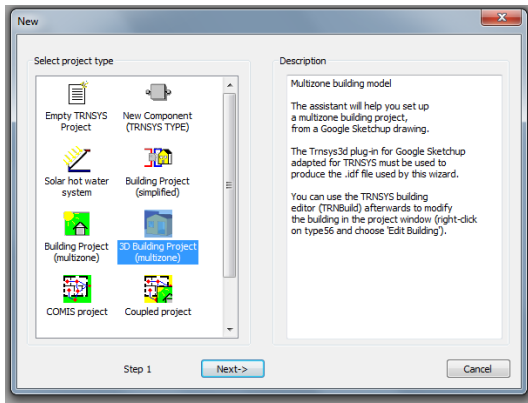 New
Select project type
Empty TRNSYS
Project
New Component
(TRNSYS TYPE)
Solar hot water
system
Building Project
(simplified)
Building Project
(multizone)
3D Building Project
(multizone)
COMIS project
Coupled project
Description
Multizone building model
The assistant will help you set up
a multizone building project,
from a Google Sketchup drawing.
The Trnsys3d plug-in for Google Sketchup
adapted for TRNSYS must be used to
produce the .idf file used by this wizard.
You can use the TRNSYS building
editor (TRNBuild) afterwards to modify
the building in the project window (right-click
on type56 and choose 'Edit Building').
Step 1
Next->
Cancel